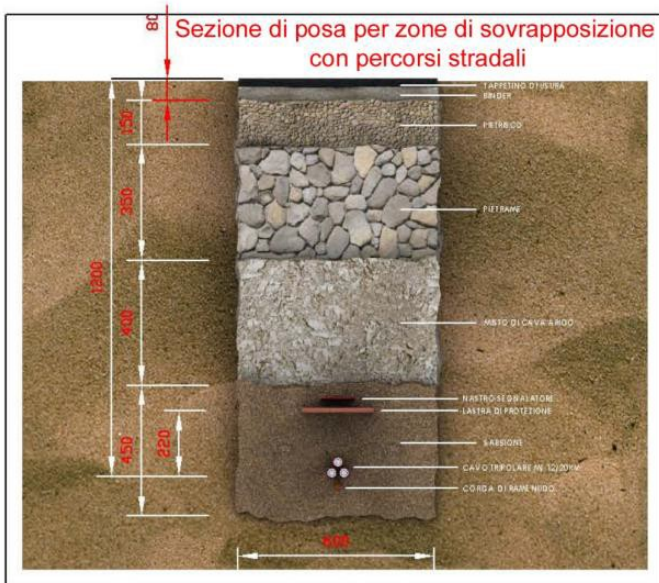 Sezione di posa per zone di sovrapposizione
con percorsi stradali
80
TAPPETINO D'USURA
BINDER
150
PIETRISCO
350
PIETRAME
1200
400
MISTO DI CAVA ARIDO
NASTRO SEGNALATORE
LASTRA DI PROTEZIONE
450
220
SABBIONE
CAVO TRIPOLARE MT 12/20KV
CORDA DI RAME NUDO
600